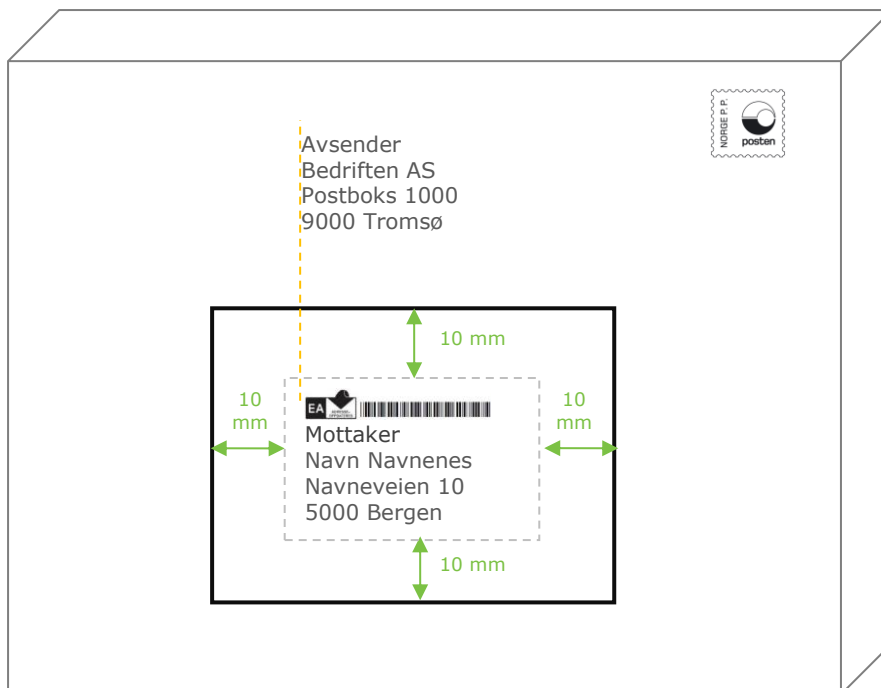 NORGE P. P.
posten
Avsender
Bedriften AS
Postboks 1000
9000 Tromsø
10 mm
10
mm
10
mm
EA
Mottaker
Navn Navnenes
Navneveien 10
5000 Bergen
10 mm